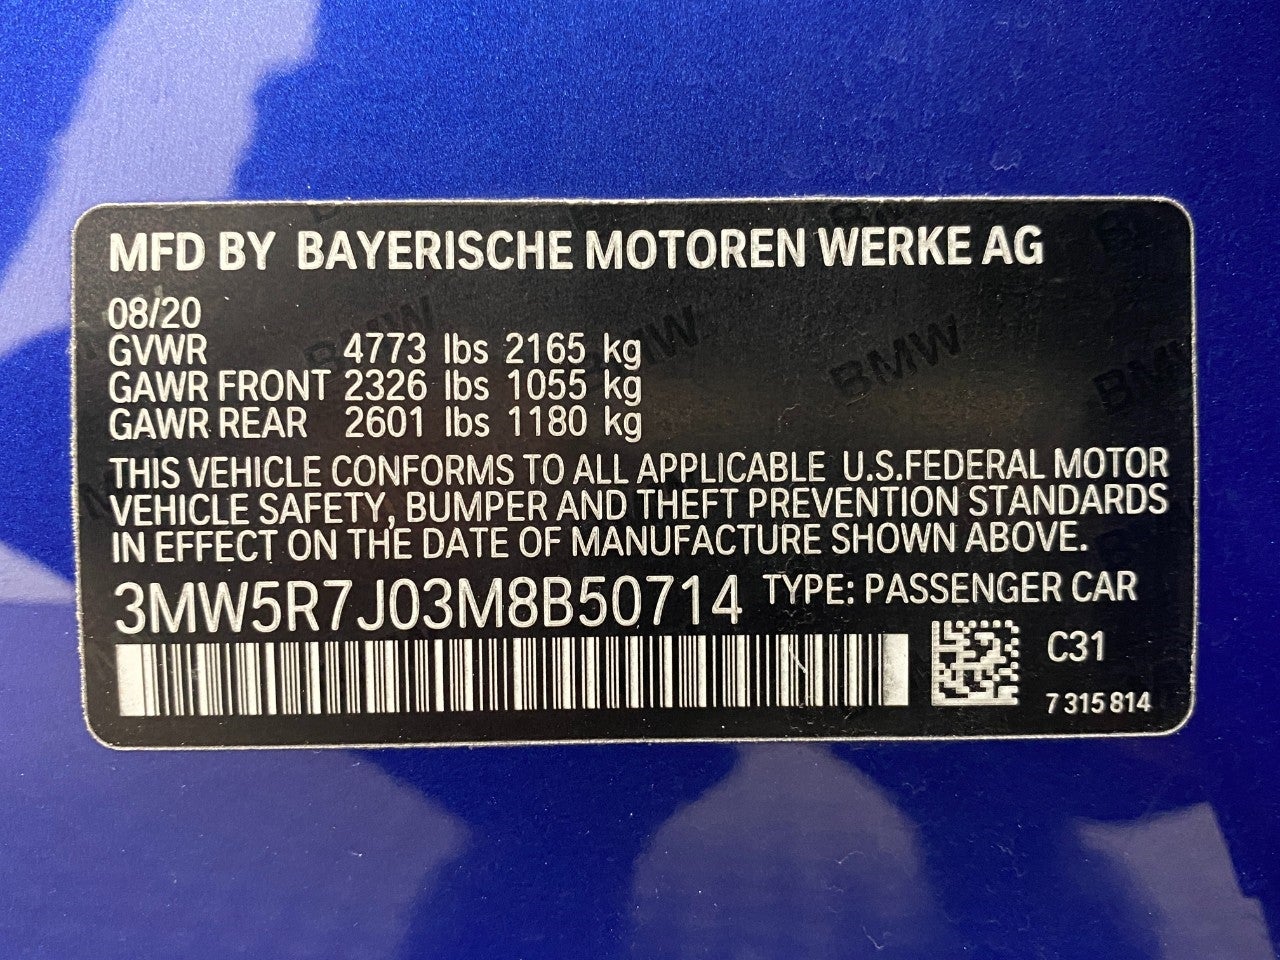 MFD BY BAYERISCHE MOTOREN WERKE AG
08/20
GVWR 4773 lbs 2165 kg
GAWR FRONT 2326 lbs 1055 kg
GAWR REAR 2601 lbs 1180 kg
THIS VEHICLE CONFORMS TO ALL APPLICABLE U.S.FEDERAL MOTOR
VEHICLE SAFETY, BUMPER AND THEFT PREVENTION STANDARDS
IN EFFECT ON THE DATE OF MANUFACTURE SHOWN ABOVE.
3MW5R7J03M8B50714 TYPE: PASSENGER CAR
C31
7 315 814